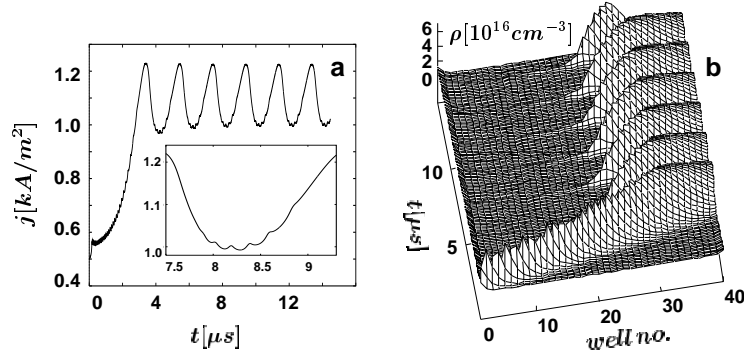 a
1.2
1.0
0.8
0.6
0.4
j[kA/m²]
1.2
1.1
1.0
7.5 8 8.5 9
0 4 8 12
t[μs]
b
ρ[10¹⁶cm⁻³]
6
4
2
0
10
5
t[μs]
0 10 20 30 40
well no.